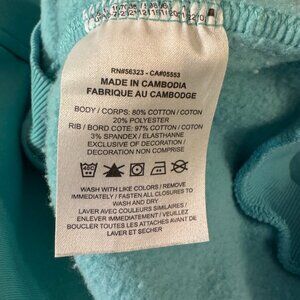 RN#56323 - CA#05553
MADE IN CAMBODIA
FABRIQUE AU CAMBODGE
BODY / CORPS: 80% COTTON / COTON
20% POLYESTER
RIB / BORD COTE: 97% COTTON / COTON
3% SPANDEX / ELASTHANNE
EXCLUSIVE OF DECORATION /
DECORATION NON COMPRISE
WASH WITH LIKE COLORS / REMOVE
IMMEDIATELY / FASTEN ALL CLOSURES TO
WASH AND DRY
LAVER AVEC COULEURS SIMILAIRES /
ENLEVER IMMEDIATEMENT / VEUILLEZ
BOUCLER TOUTES LES ATTACHES AVANT
DE LAVER ET SECHER